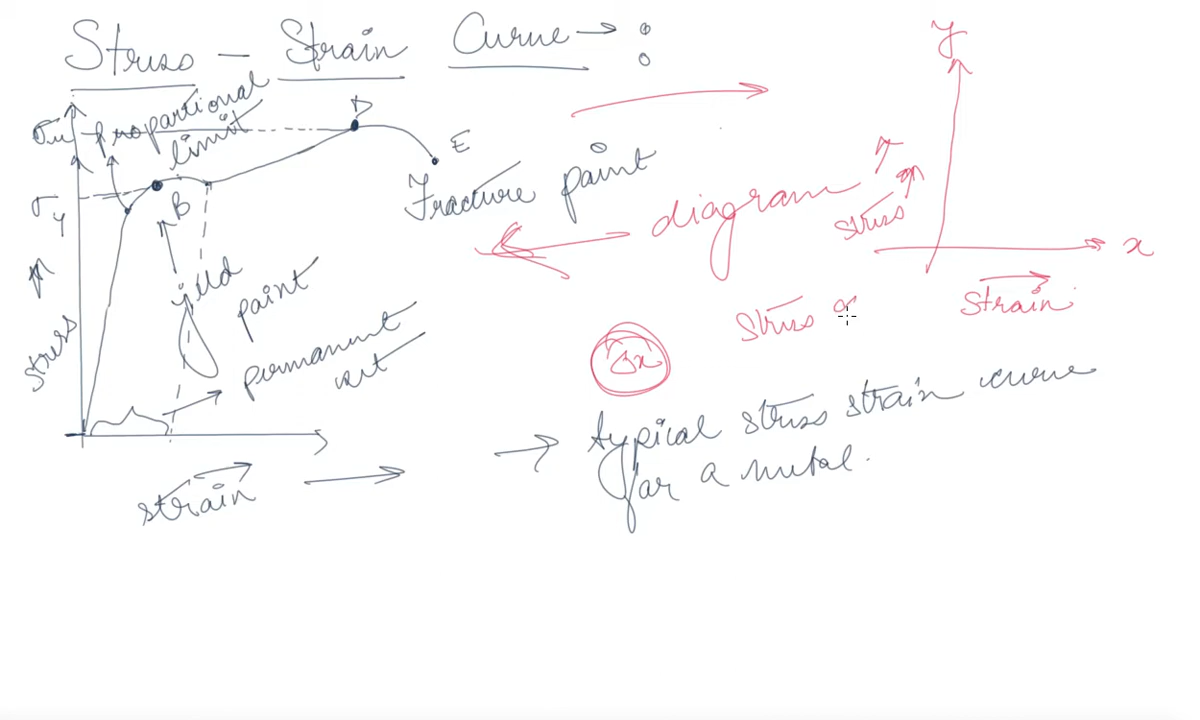 Stress – Strain Curve → :
σu proportional
limit
D
E
Fracture point
σy
B
yield
point
permanent
set
stress
strain
diagram
y
stress
x
strain
stress α
Δx
→ typical stress strain curve
for a metal.